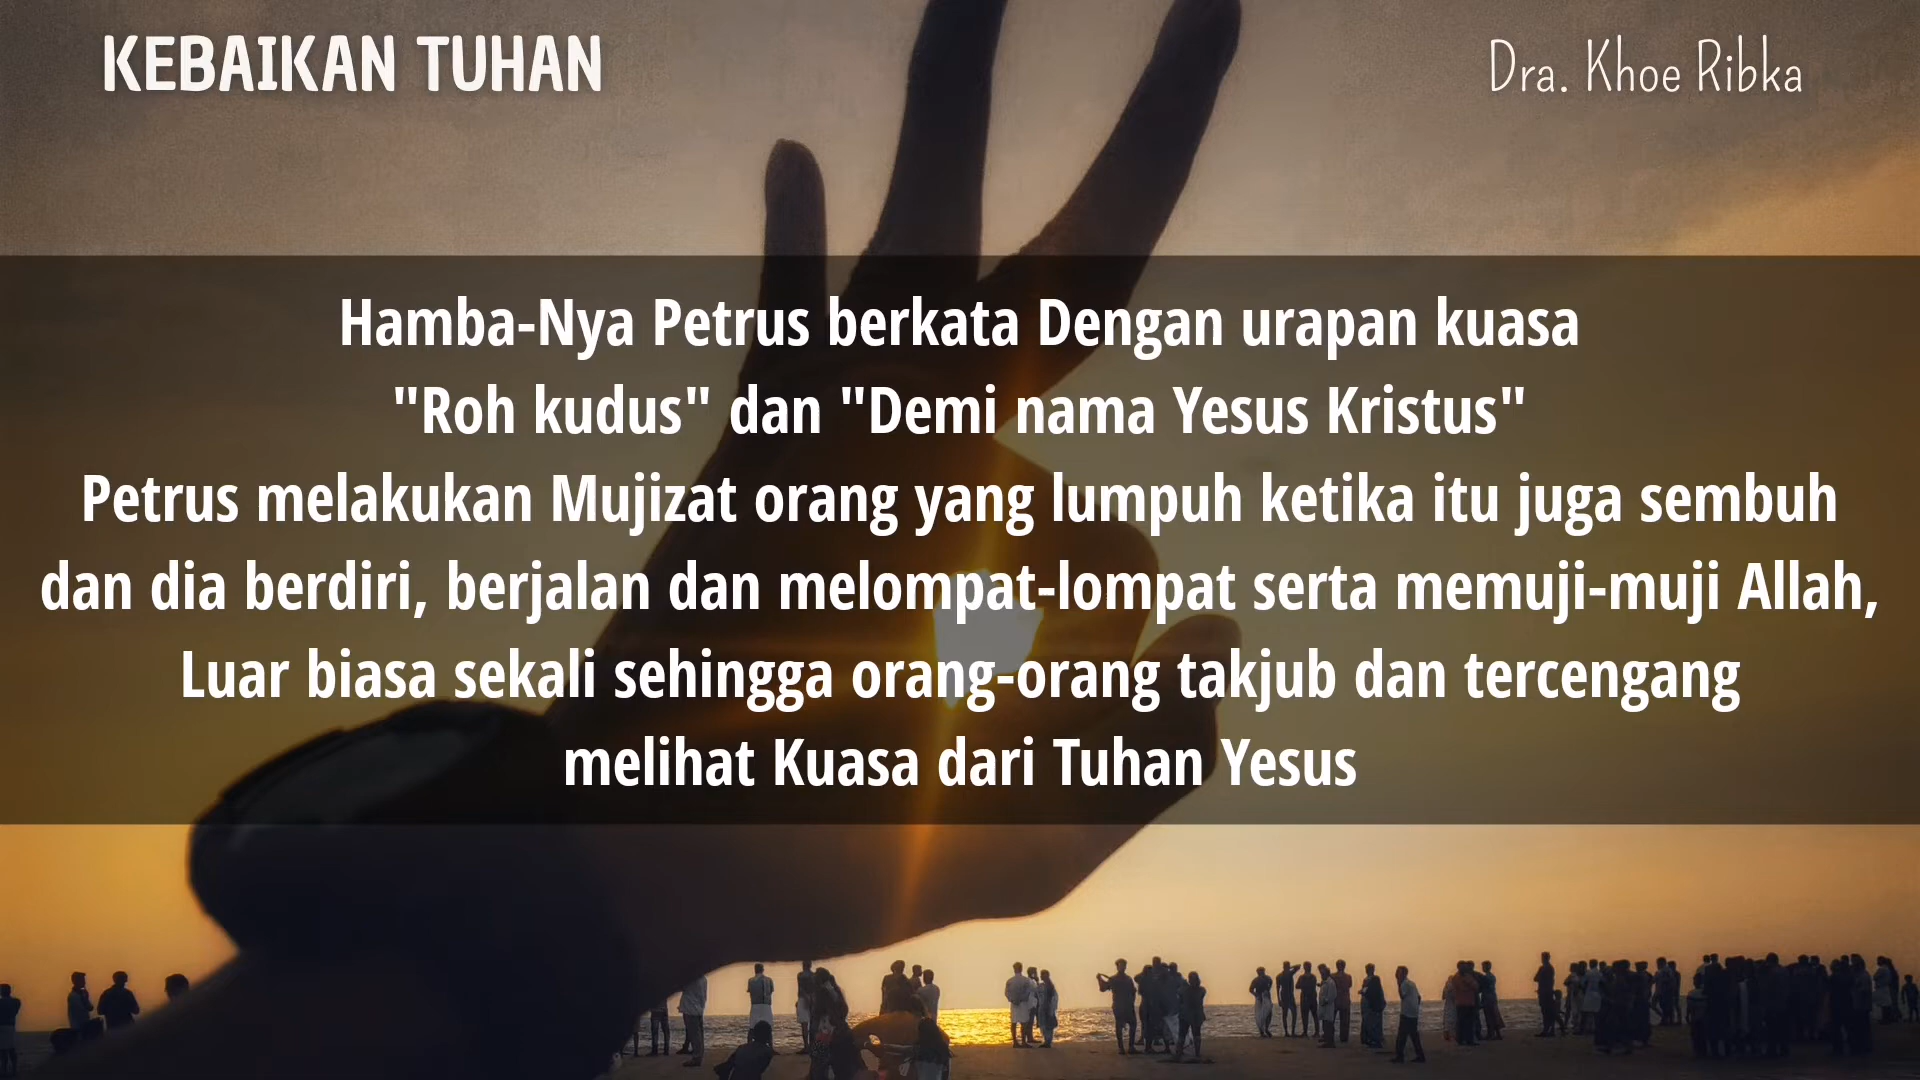 KEBAIKAN TUHAN
Dra. Khoe Ribka
Hamba-Nya Petrus berkata Dengan urapan kuasa
"Roh kudus" dan "Demi nama Yesus Kristus"
Petrus melakukan Mujizat orang yang lumpuh ketika itu juga sembuh
dan dia berdiri, berjalan dan melompat-lompat serta memuji-muji Allah,
Luar biasa sekali sehingga orang-orang takjub dan tercengang
melihat Kuasa dari Tuhan Yesus